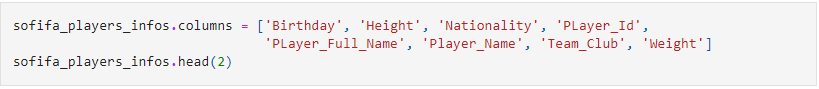 sofifa_players_infos.columns = ['Birthday', 'Height', 'Nationality', 'PLayer_Id',
'PLayer_Full_Name', 'Player_Name', 'Team_Club', 'Weight']
sofifa_players_infos.head(2)